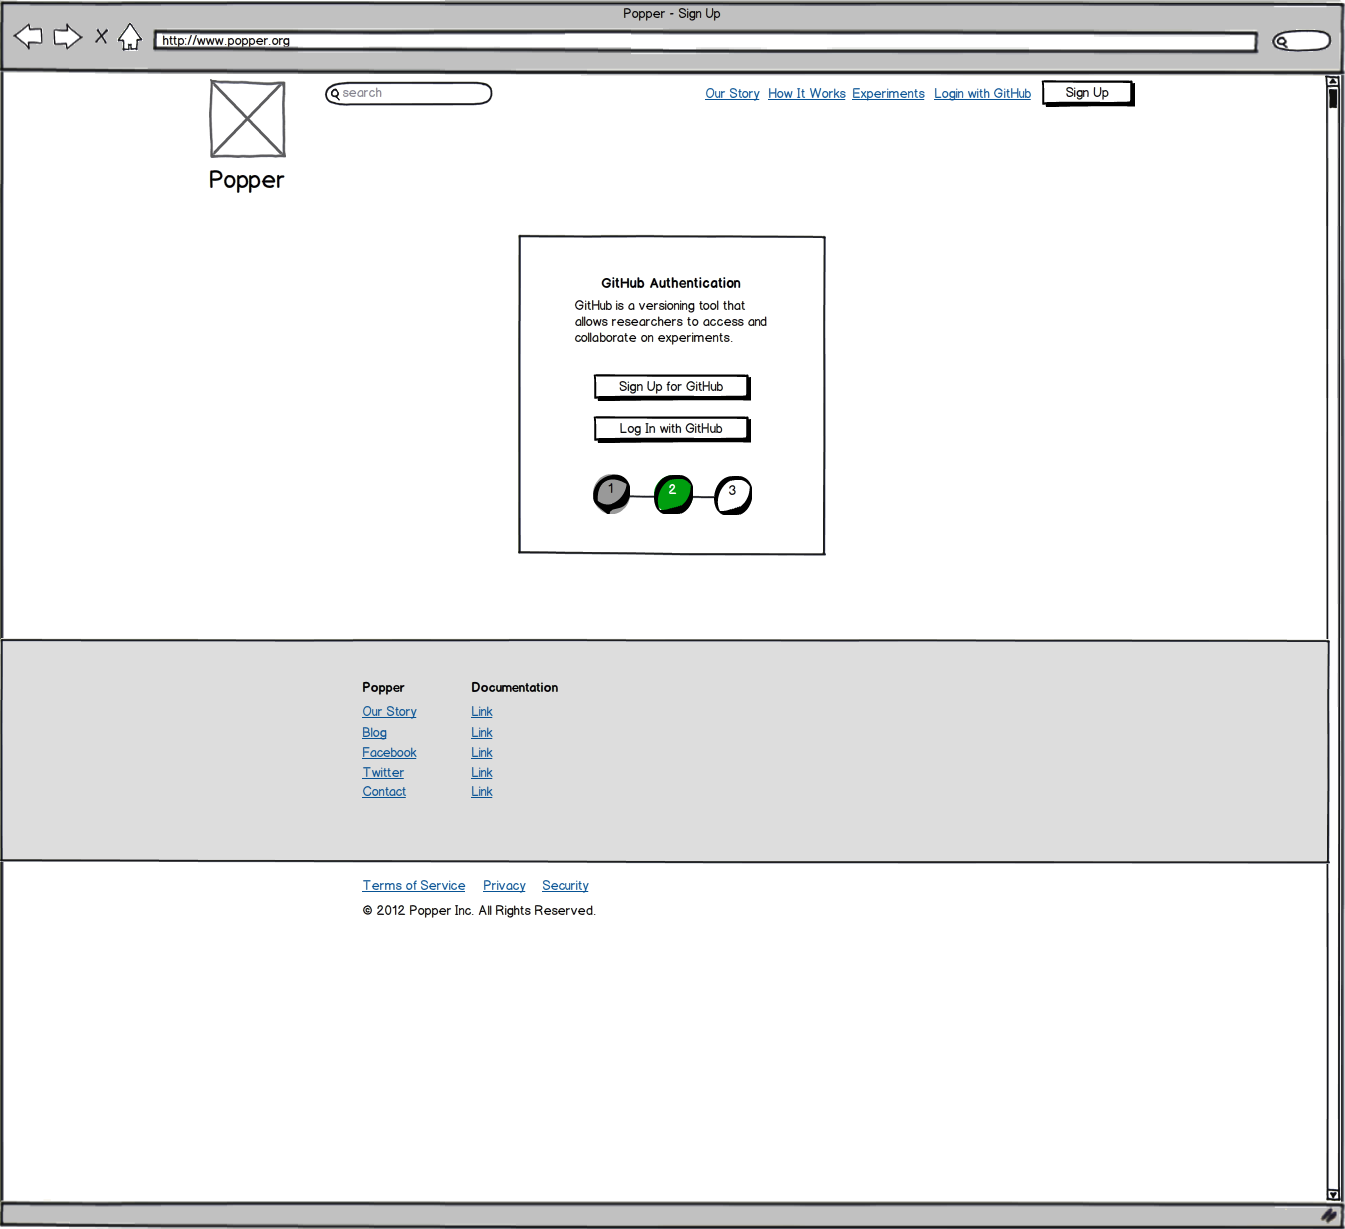 Popper - Sign Up
http://www.popper.org
search
Our Story How It Works Experiments Login with GitHub Sign Up
Popper
GitHub Authentication
GitHub is a versioning tool that
allows researchers to access and
collaborate on experiments.
Sign Up for GitHub
Log In with GitHub
1 2 3
Popper Documentation
Our Story Link
Blog Link
Facebook Link
Twitter Link
Contact Link
Terms of Service Privacy Security
© 2012 Popper Inc. All Rights Reserved.